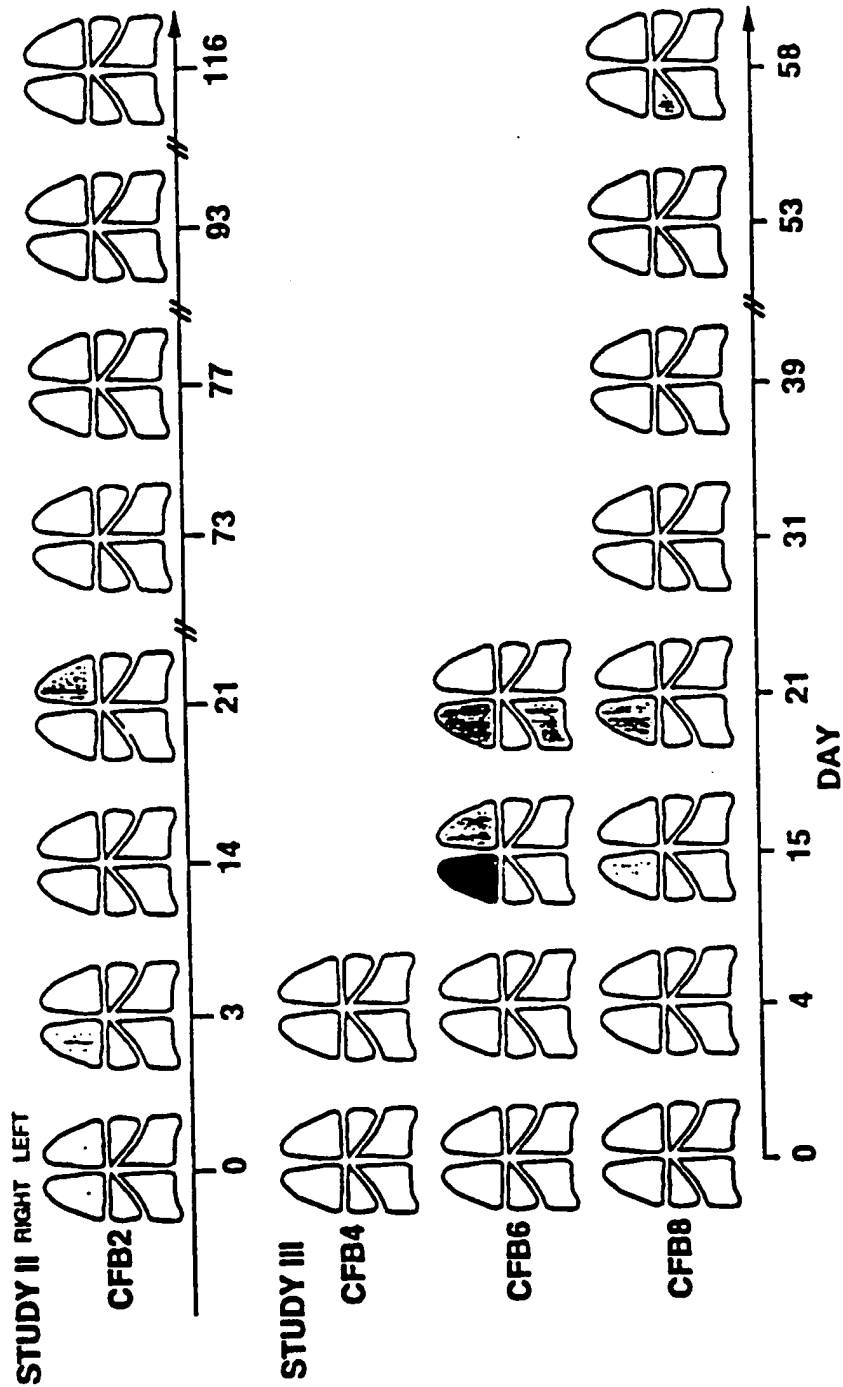 STUDY II RIGHT LEFT
CFB2
0 3 14 21 73 77 93 116
STUDY III
CFB4
CFB6
CFB8
0 4 15 21 31 39 53 58
DAY